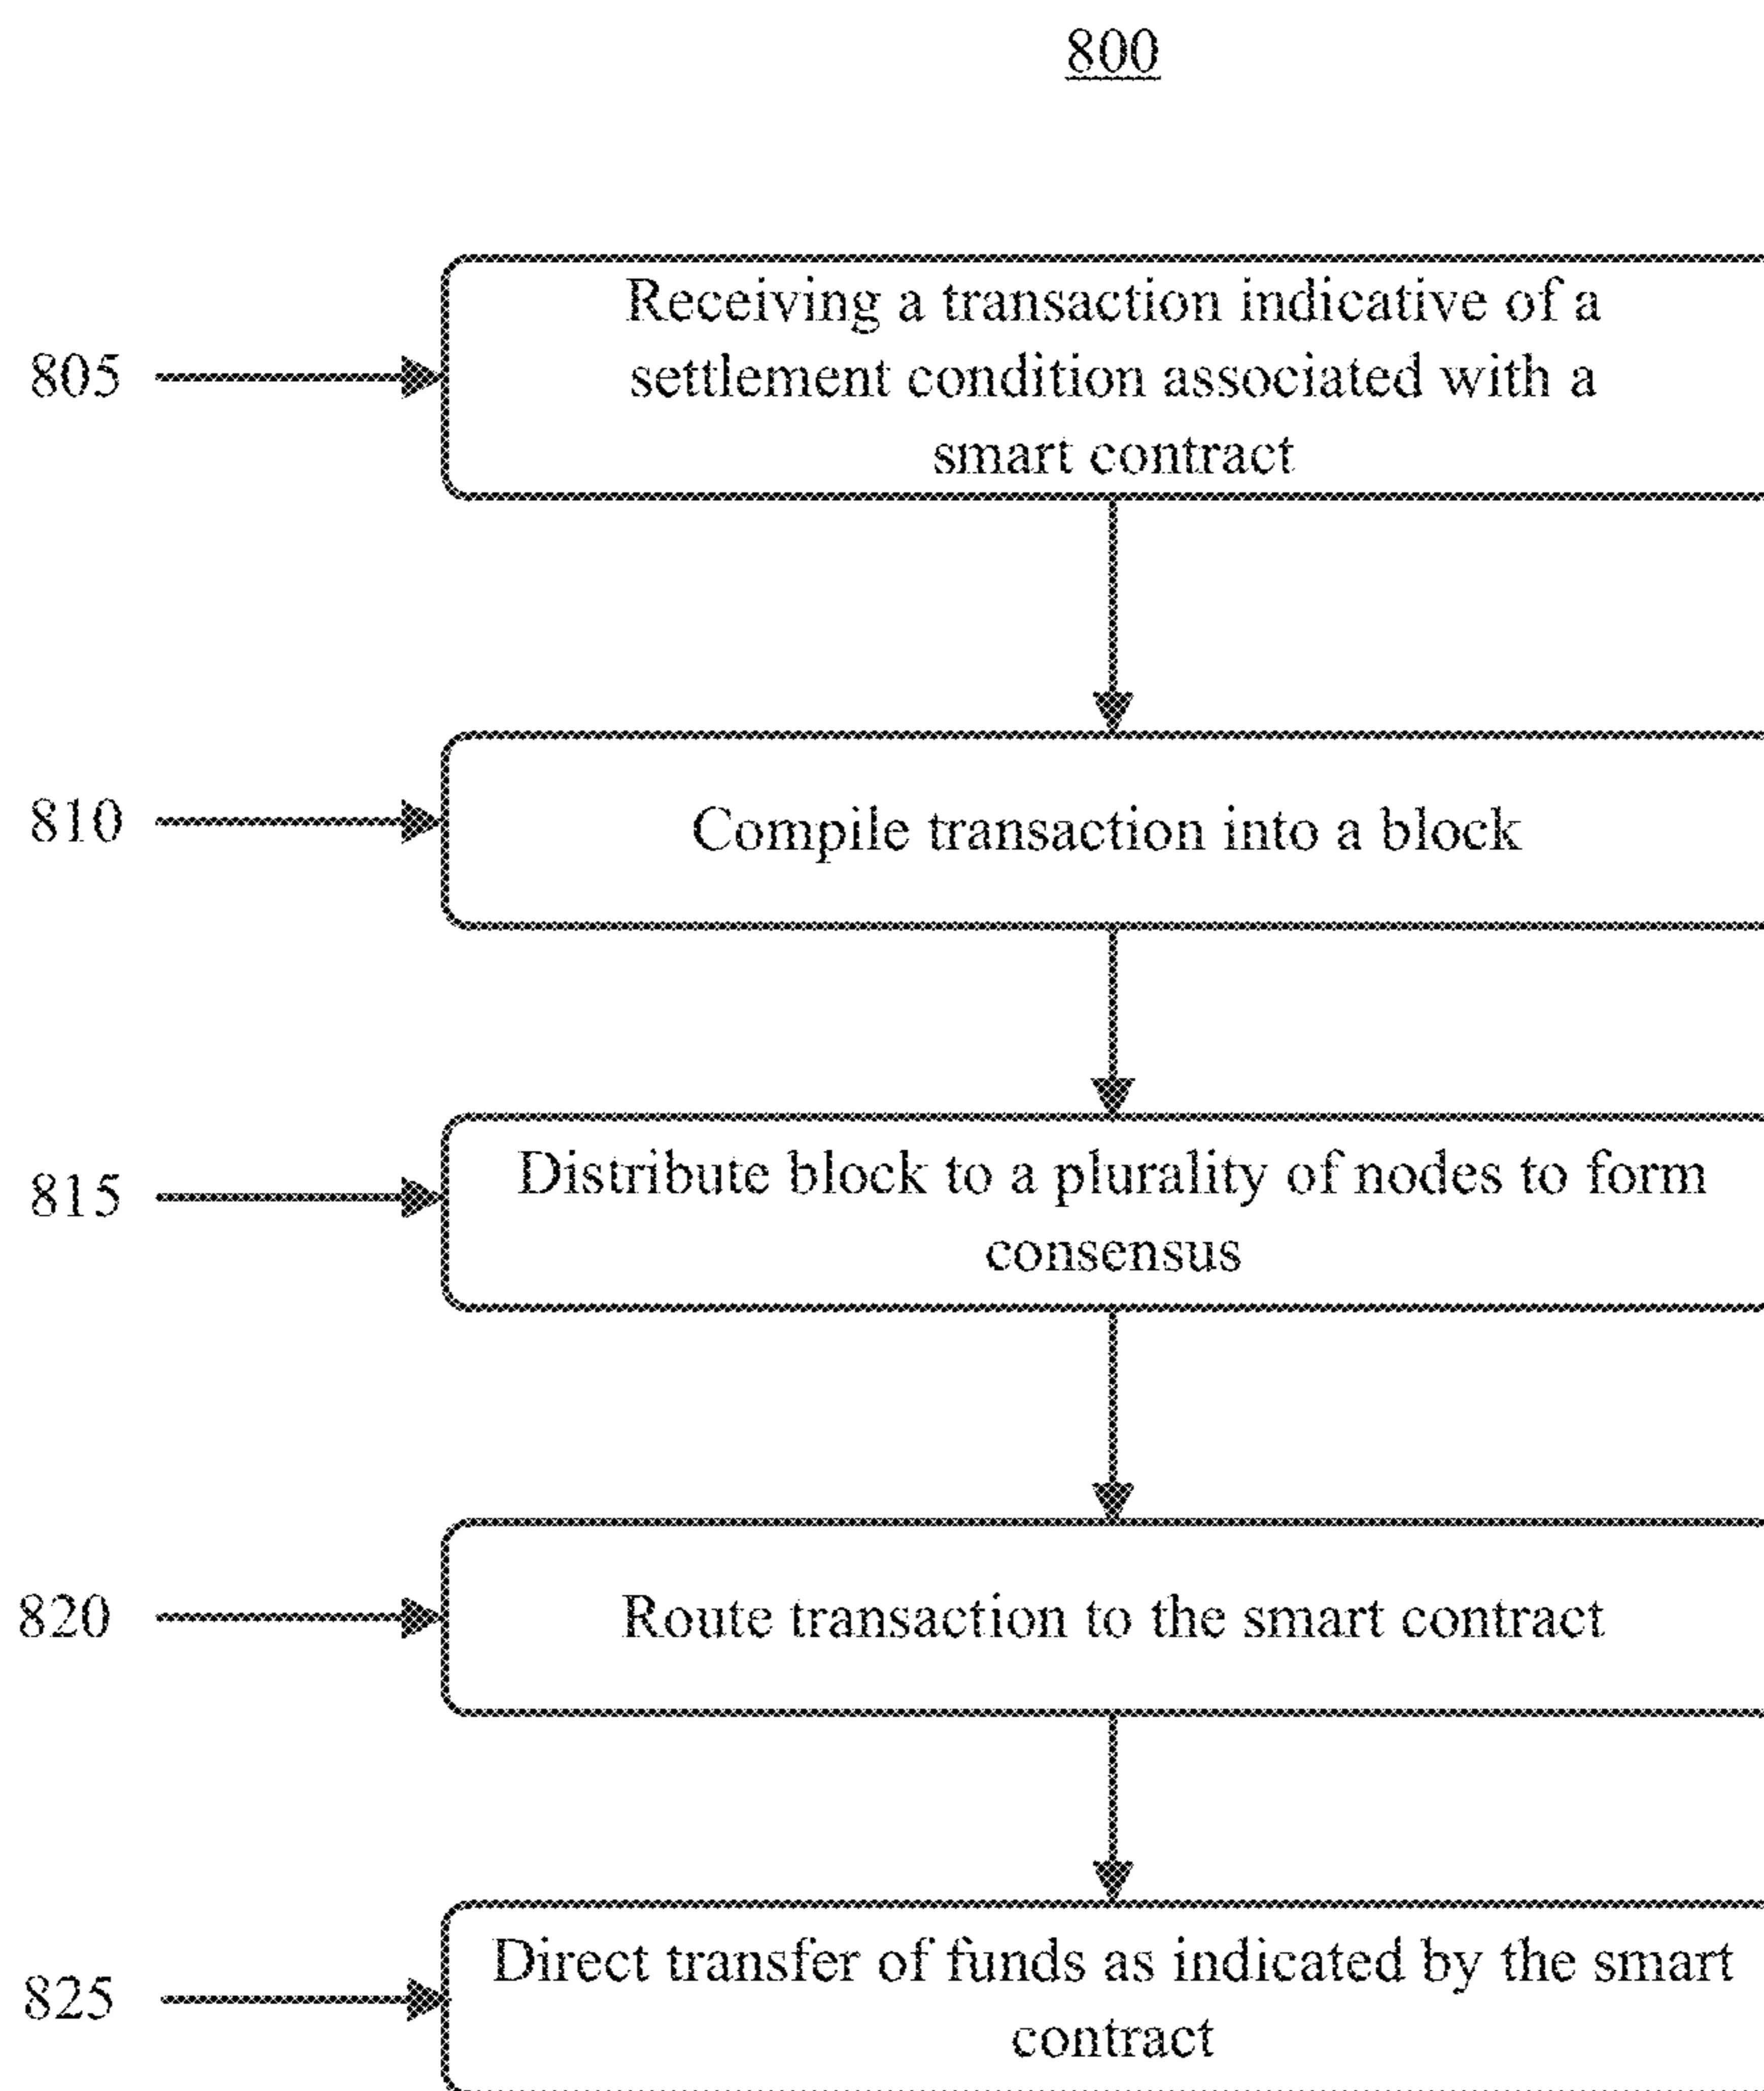 800
805
Receiving a transaction indicative of a
settlement condition associated with a
smart contract
810
Compile transaction into a block
815
Distribute block to a plurality of nodes to form
consensus
820
Route transaction to the smart contract
825
Direct transfer of funds as indicated by the smart
contract